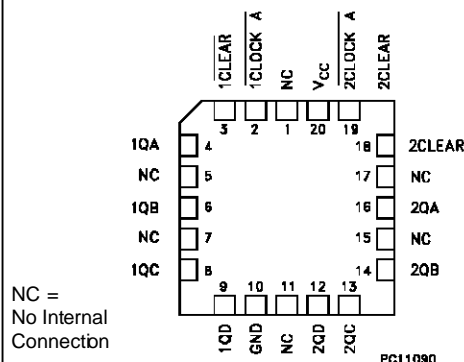 1CLEAR
1CLOCK A
NC
VCC
2CLOCK A
2CLEAR
3 2 1 20 19
1QA 4 18 2CLEAR
NC 5 17 NC
1QB 6 16 2QA
NC 7 15 NC
1QC 8 14 2QB
9 10 11 12 13
1QD
GND
NC
2QD
2QC
NC =
No Internal
Connection
PC11090